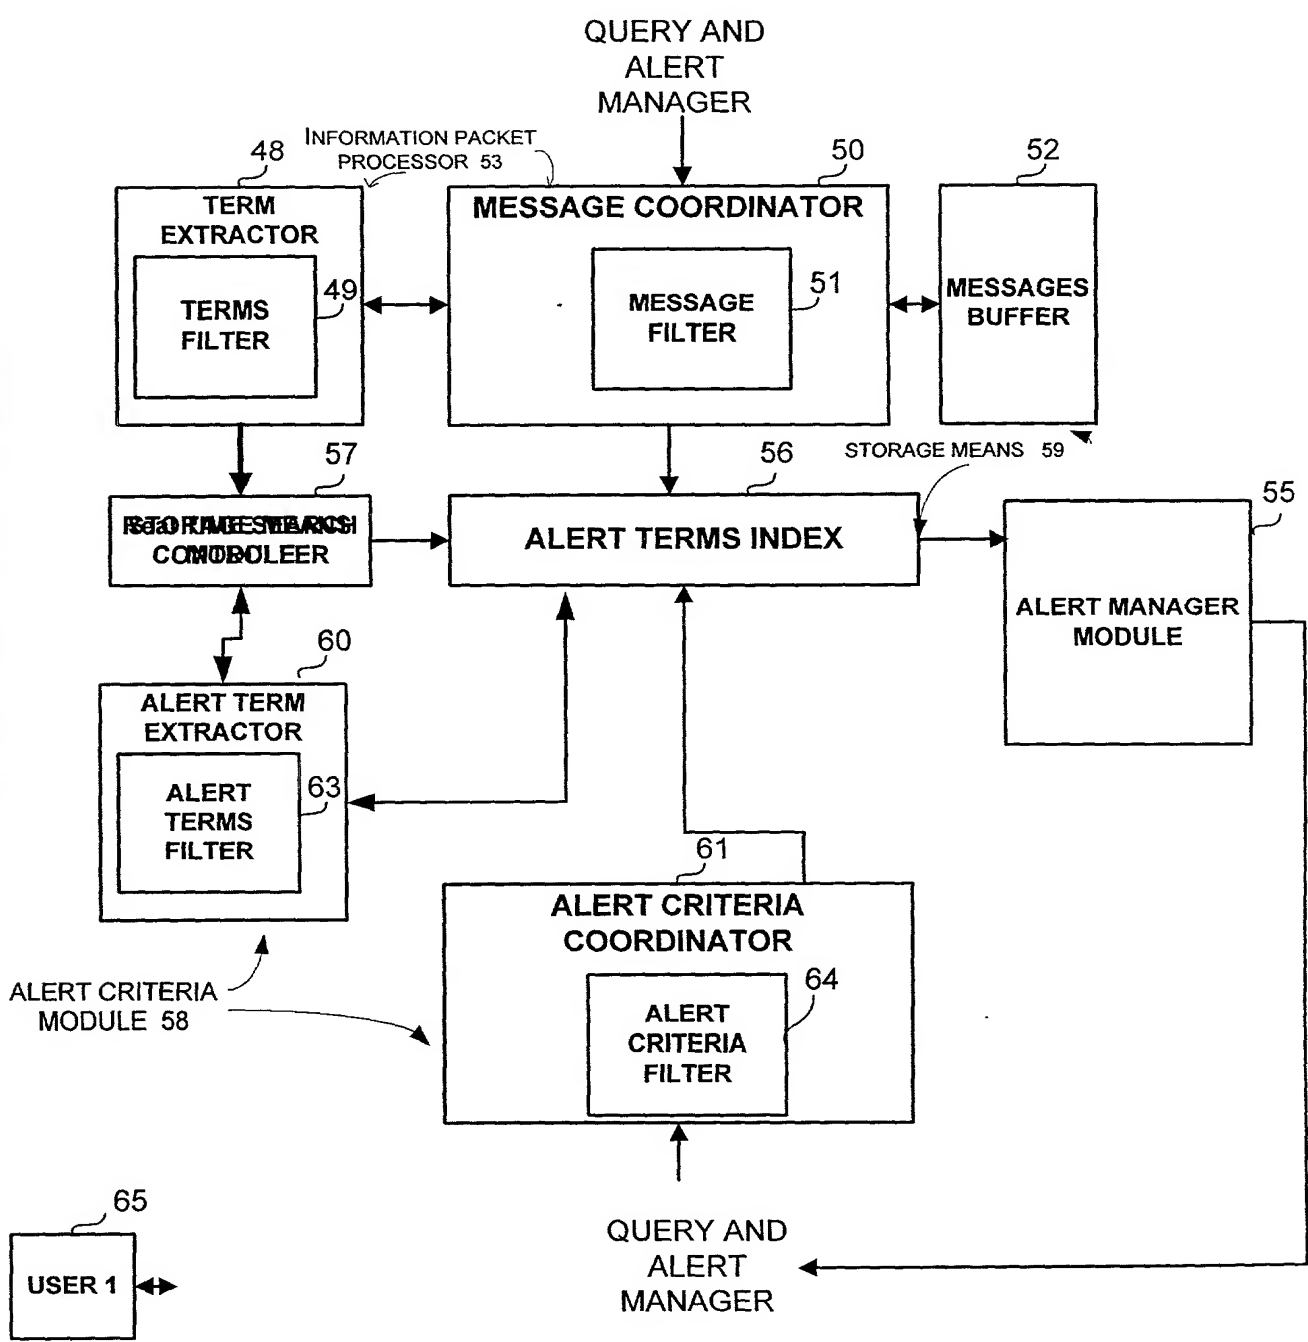 QUERY AND
ALERT
MANAGER
INFORMATION PACKET
PROCESSOR 53
48
50
52
TERM
EXTRACTOR
MESSAGE COORDINATOR
49
TERMS
FILTER
51
MESSAGE
FILTER
MESSAGES
BUFFER
57
56
STORAGE MEANS 59
55
ALERT TERMS INDEX
ALERT MANAGER
MODULE
60
ALERT TERM
EXTRACTOR
63
ALERT
TERMS
FILTER
61
ALERT CRITERIA
COORDINATOR
64
ALERT
CRITERIA
FILTER
ALERT CRITERIA
MODULE 58
65
USER 1
QUERY AND
ALERT
MANAGER